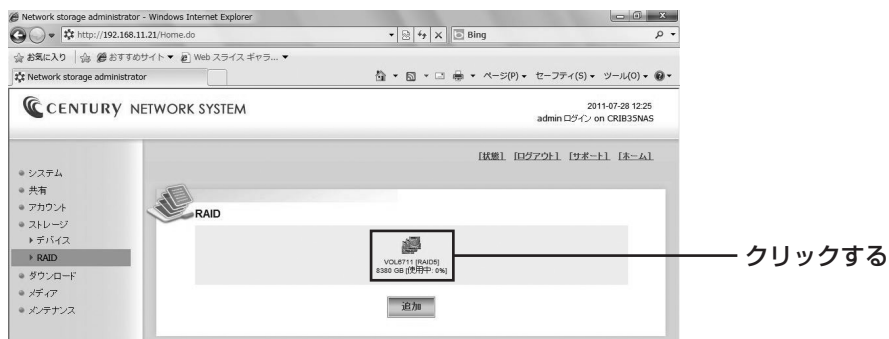 Network storage administrator - Windows Internet Explorer
http://192.168.11.21/Home.do
Bing
お気に入り おすすめサイト ▼ Web スライス ギャラ... ▼
Network storage administrator
ページ(P) ▼ セーフティ(S) ▼ ツール(O) ▼
CENTURY NETWORK SYSTEM
2011-07-28 12:25
admin ログイン on CRIB35NAS
[状態] [ログアウト] [サポート] [ホーム]
システム
共有
アカウント
ストレージ
デバイス
RAID
ダウンロード
メディア
メンテナンス
RAID
VOL6711 [RAID5]
8380 GB [使用中: 0%]
追加
クリックする